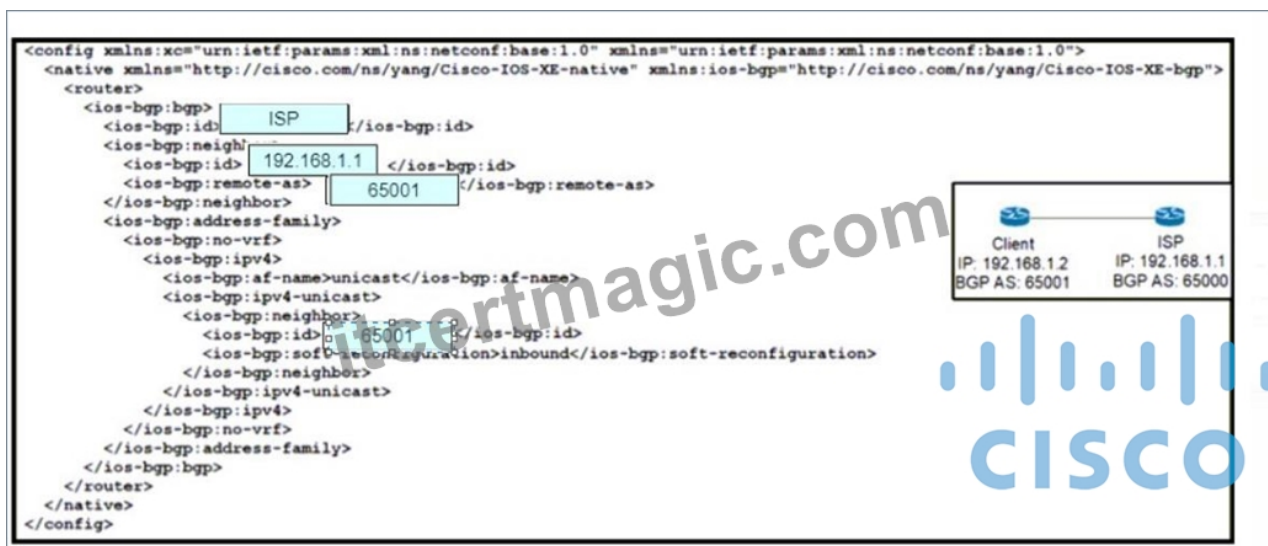 <config xmlns:xc="urn:ietf:params:xml:ns:netconf:base:1.0" xmlns="urn:ietf:params:xml:ns:netconf:base:1.0">
<native xmlns="http://cisco.com/ns/yang/Cisco-IOS-XE-native" xmlns:ios-bgp="http://cisco.com/ns/yang/Cisco-IOS-XE-bgp">
<router>
<ios-bgp:bgp>
<ios-bgp:id> ISP </ios-bgp:id>
<ios-bgp:neighbor>
<ios-bgp:id> 192.168.1.1 </ios-bgp:id>
<ios-bgp:remote-as> 65001 </ios-bgp:remote-as>
</ios-bgp:neighbor>
<ios-bgp:address-family>
<ios-bgp:no-vrf>
<ios-bgp:ipv4>
<ios-bgp:af-name>unicast</ios-bgp:af-name>
<ios-bgp:ipv4-unicast>
<ios-bgp:neighbor>
<ios-bgp:id> 65001 </ios-bgp:id>
<ios-bgp:soft-reconfiguration>inbound</ios-bgp:soft-reconfiguration>
</ios-bgp:neighbor>
</ios-bgp:ipv4-unicast>
</ios-bgp:ipv4>
</ios-bgp:no-vrf>
</ios-bgp:address-family>
</ios-bgp:bgp>
</router>
</native>
</config>
Client
IP: 192.168.1.2
BGP AS: 65001
ISP
IP: 192.168.1.1
BGP AS: 65000
itcertmagic.com
CISCO